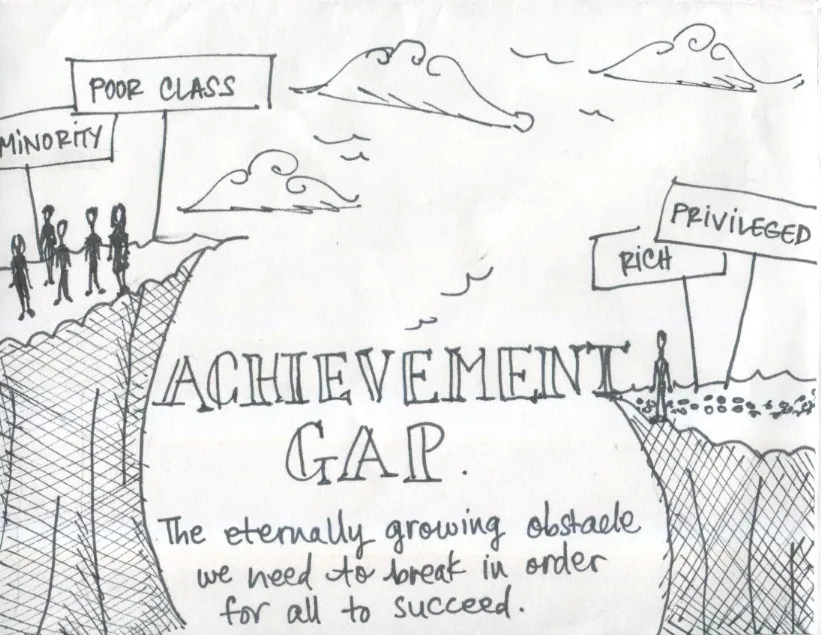 POOR CLASS
MINORITY
PRIVILEGED
RICH
ACHIEVEMENT
GAP.
The eternally growing obstacle
we need to break in order
for all to succeed.